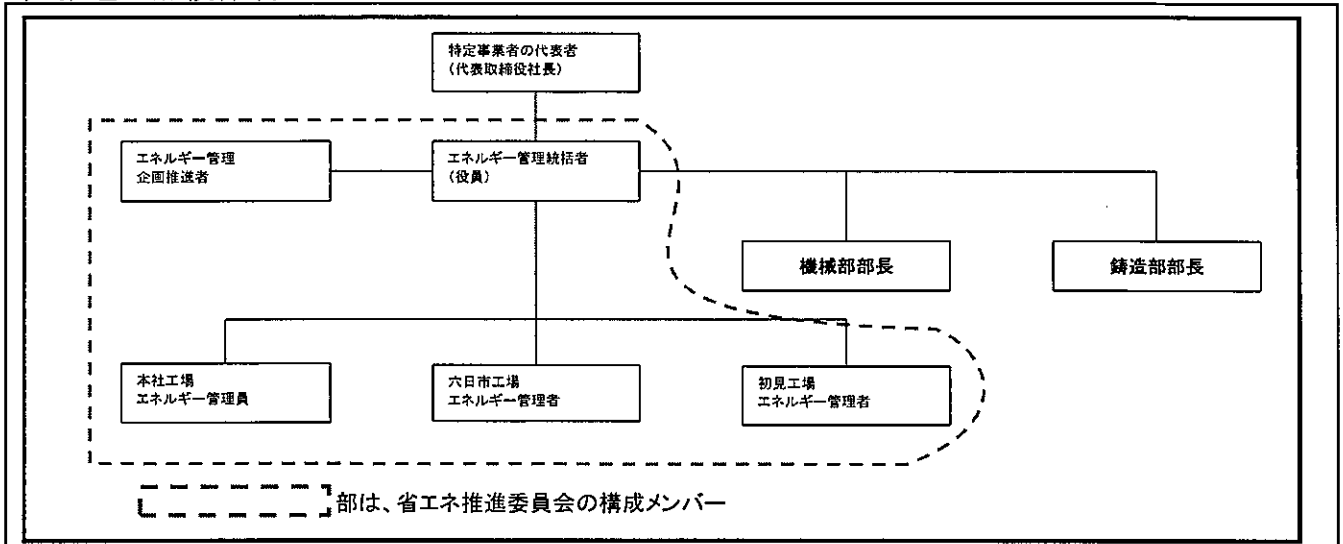 特定事業者の代表者
(代表取締役社長)
エネルギー管理
企画推進者
エネルギー管理統括者
(役員)
機械部部長
鋳造部部長
本社工場
エネルギー管理員
六日市工場
エネルギー管理者
初見工場
エネルギー管理者
部は、省エネ推進委員会の構成メンバー